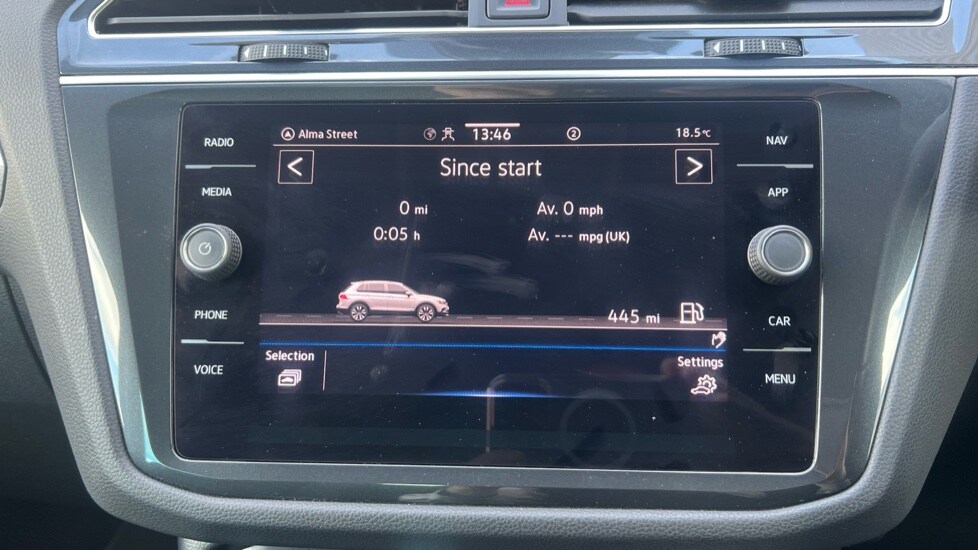 Alma Street 13:46 2 18.5°C
RADIO
NAV
< Since start >
MEDIA
APP
0 mi Av. 0 mph
0:05 h Av. --- mpg (UK)
PHONE
445 mi
CAR
Selection
Settings
VOICE
MENU